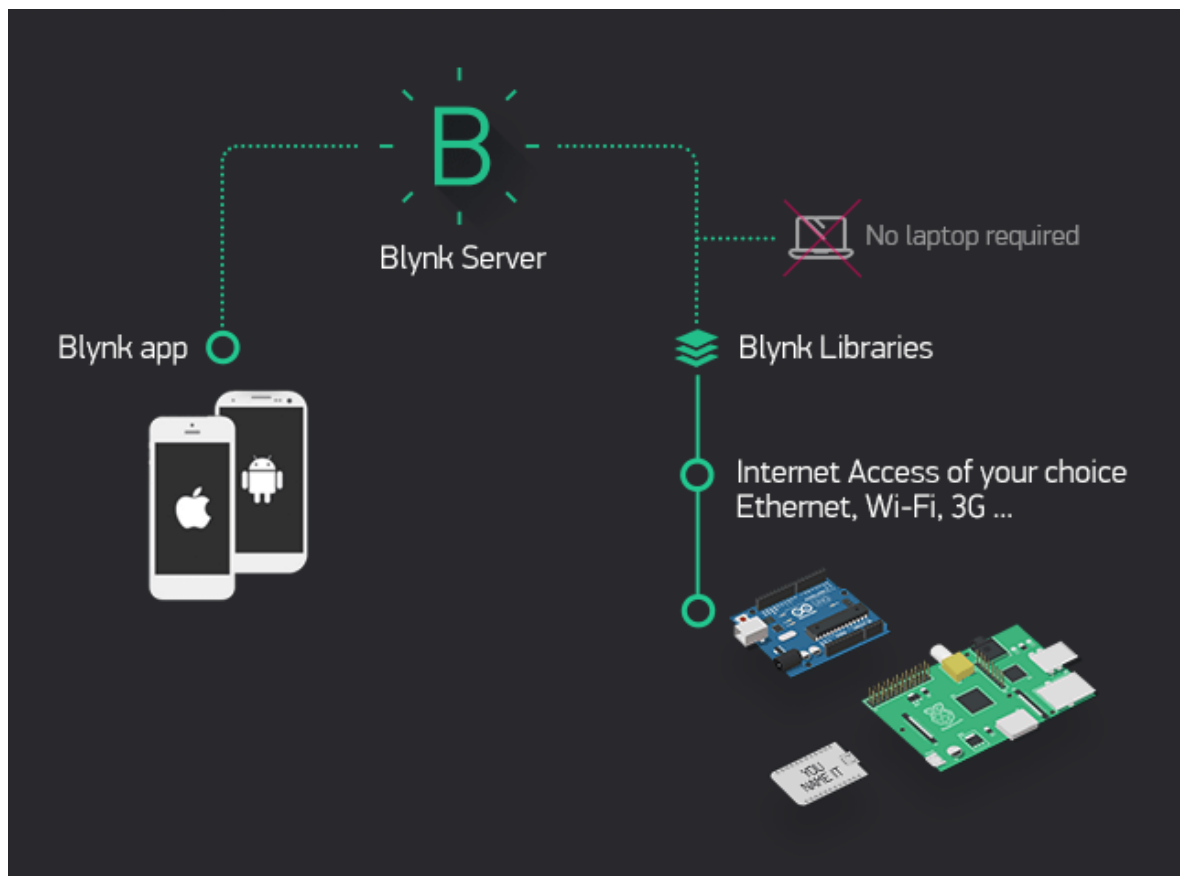 B
Blynk Server
No laptop required
Blynk app
Blynk Libraries
Internet Access of your choice
Ethernet, Wi-Fi, 3G ...
UNO
YOU
NAME IT